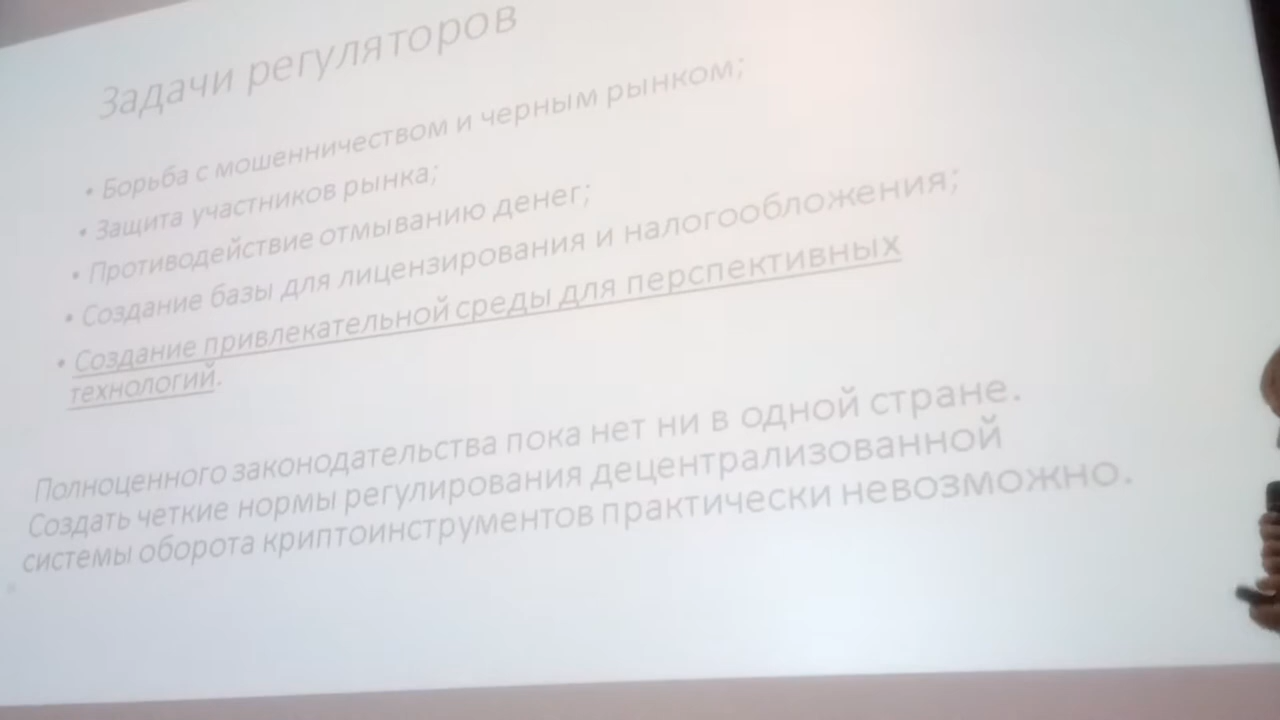 Задачи регуляторов
• Борьба с мошенничеством и черным рынком;
• Защита участников рынка;
• Противодействие отмыванию денег;
• Создание базы для лицензирования и налогообложения;
• Создание привлекательной среды для перспективных
технологий.
Полноценного законодательства пока нет ни в одной стране.
Создать четкие нормы регулирования децентрализованной
системы оборота криптоинструментов практически невозможно.